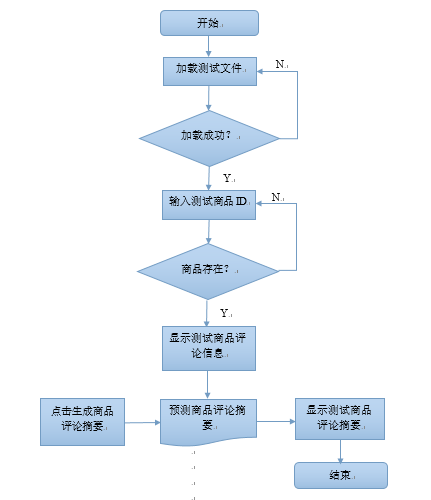 开始
加载测试文件
N
加载成功？
Y
输入测试商品ID
N
商品存在？
Y
显示测试商品评
论信息
点击生成商品
评论摘要
预测商品评论摘
要
显示测试商品
评论摘要
结束